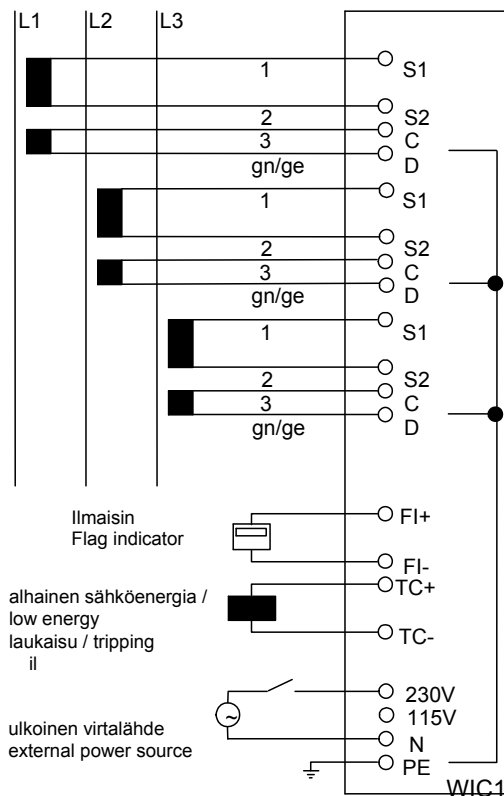 L1 L2 L3
1 S1
2 S2
3 C
gn/ge D
1 S1
2 S2
3 C
gn/ge D
1 S1
2 S2
3 C
gn/ge D
Ilmaisin FI+
Flag indicator
FI-
alhainen sähköenergia / TC+
low energy
laukaisu / tripping TC-
il
230V
115V
ulkoinen virtalähde N
external power source
PE
WIC1